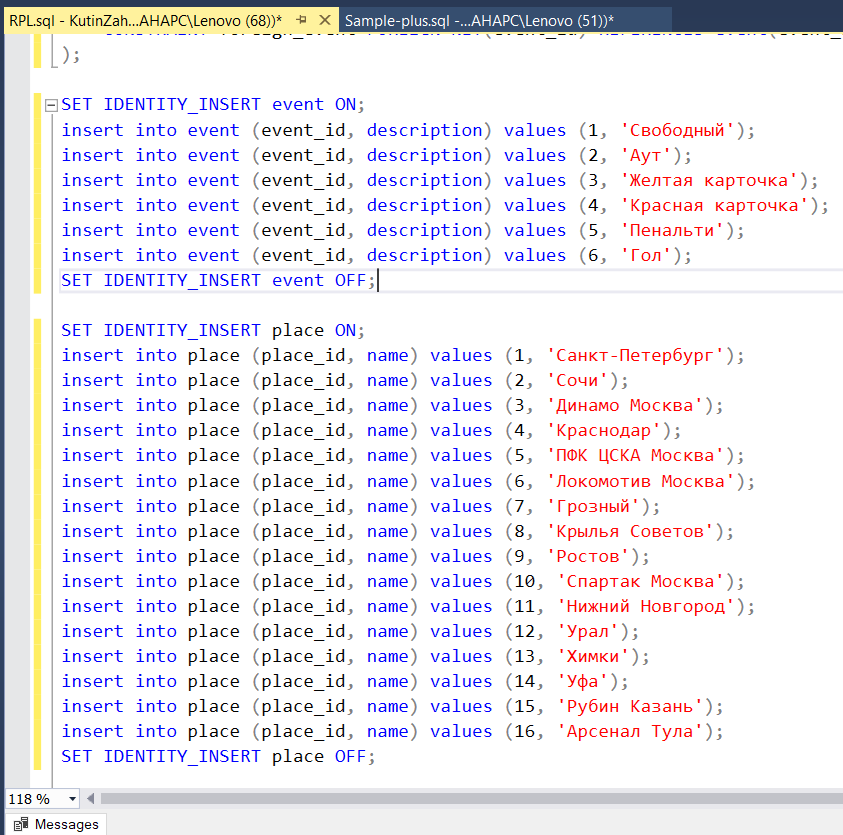 RPL.sql - KutinZah...AHAPC\Lenovo (68))*
Sample-plus.sql -...AHAPC\Lenovo (51))*
);
SET IDENTITY_INSERT event ON;
insert into event (event_id, description) values (1, 'Свободный');
insert into event (event_id, description) values (2, 'Аут');
insert into event (event_id, description) values (3, 'Желтая карточка');
insert into event (event_id, description) values (4, 'Красная карточка');
insert into event (event_id, description) values (5, 'Пенальти');
insert into event (event_id, description) values (6, 'Гол');
SET IDENTITY_INSERT event OFF;
SET IDENTITY_INSERT place ON;
insert into place (place_id, name) values (1, 'Санкт-Петербург');
insert into place (place_id, name) values (2, 'Сочи');
insert into place (place_id, name) values (3, 'Динамо Москва');
insert into place (place_id, name) values (4, 'Краснодар');
insert into place (place_id, name) values (5, 'ПФК ЦСКА Москва');
insert into place (place_id, name) values (6, 'Локомотив Москва');
insert into place (place_id, name) values (7, 'Грозный');
insert into place (place_id, name) values (8, 'Крылья Советов');
insert into place (place_id, name) values (9, 'Ростов');
insert into place (place_id, name) values (10, 'Спартак Москва');
insert into place (place_id, name) values (11, 'Нижний Новгород');
insert into place (place_id, name) values (12, 'Урал');
insert into place (place_id, name) values (13, 'Химки');
insert into place (place_id, name) values (14, 'Уфа');
insert into place (place_id, name) values (15, 'Рубин Казань');
insert into place (place_id, name) values (16, 'Арсенал Тула');
SET IDENTITY_INSERT place OFF;
118 %
Messages